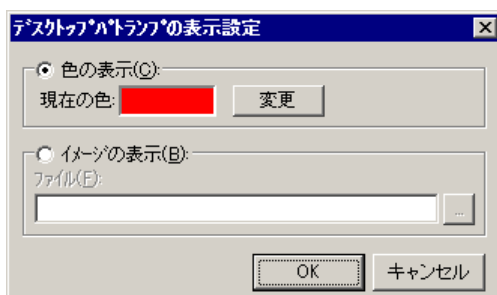 ﾃﾞｽｸﾄｯﾌﾟﾊﾟﾄﾗﾝﾌﾟの表示設定
色の表示(C):
現在の色: 変更
ｲﾒｰｼﾞの表示(B):
ﾌｧｲﾙ(F):
...
OK キャンセル